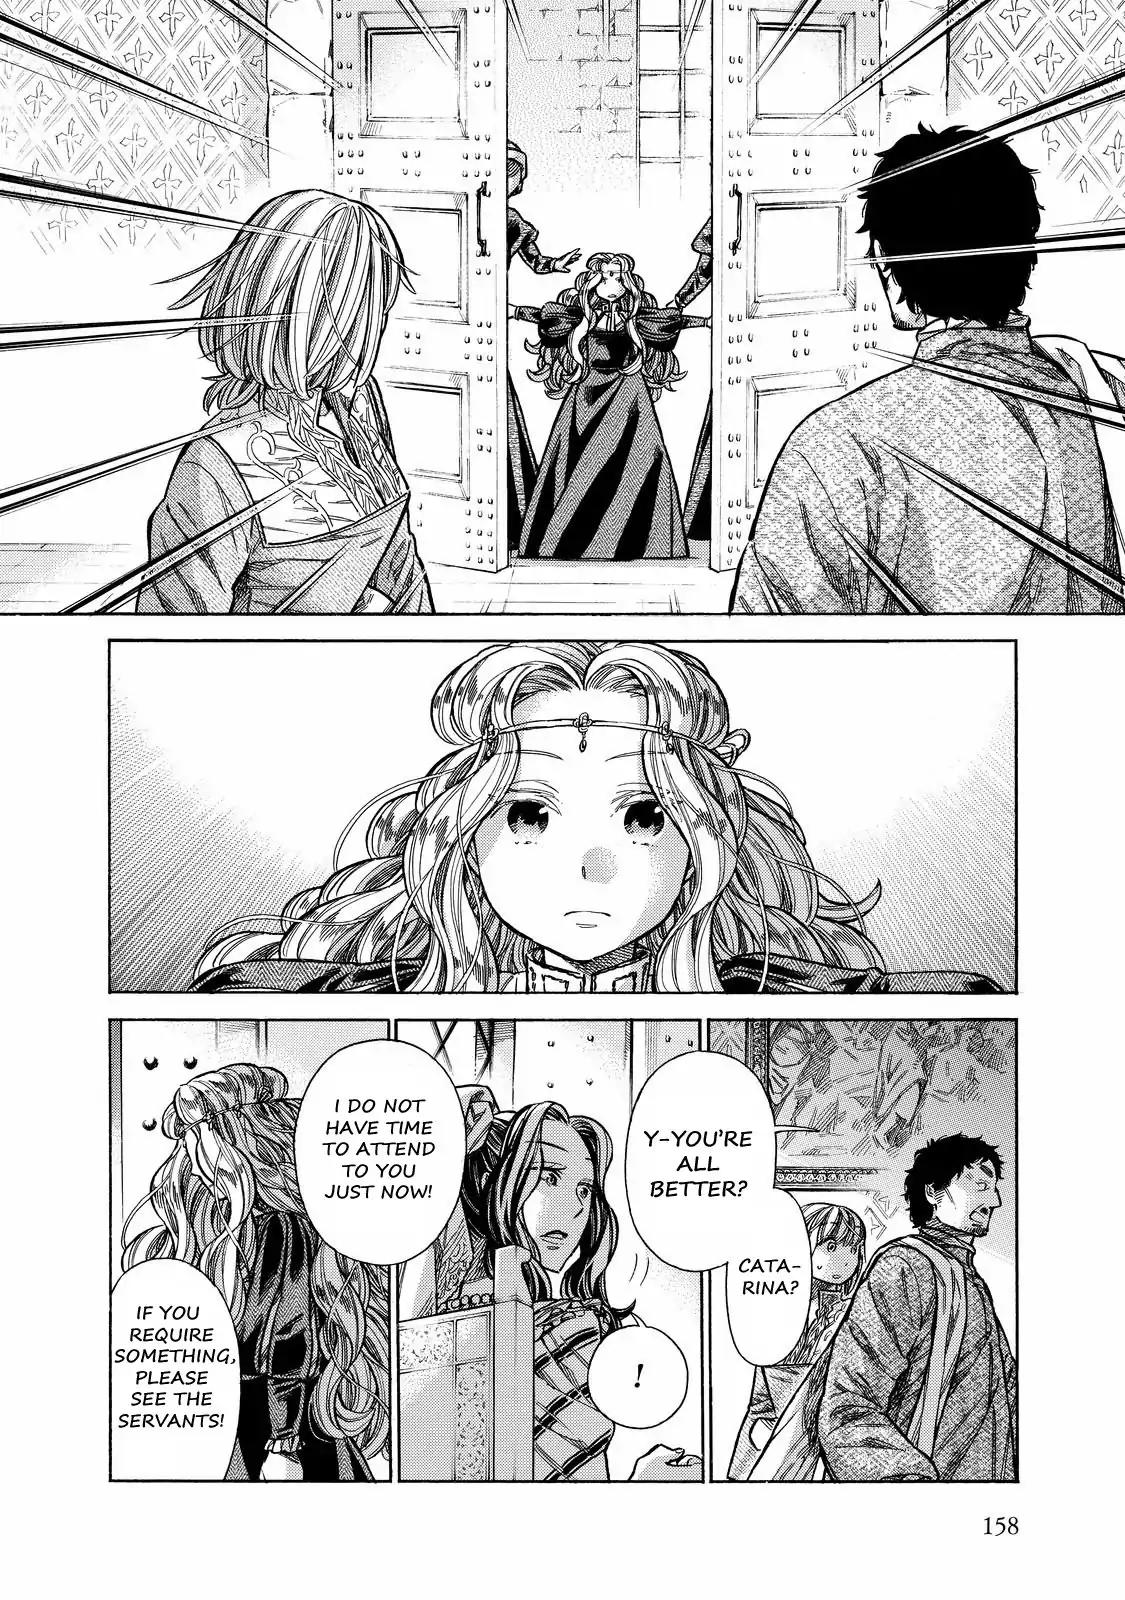 Y-YOU'RE
ALL
BETTER?
CATA-
RINA?
!
I DO NOT
HAVE TIME
TO ATTEND
TO YOU
JUST NOW!
IF YOU
REQUIRE
SOMETHING,
PLEASE
SEE THE
SERVANTS!
158